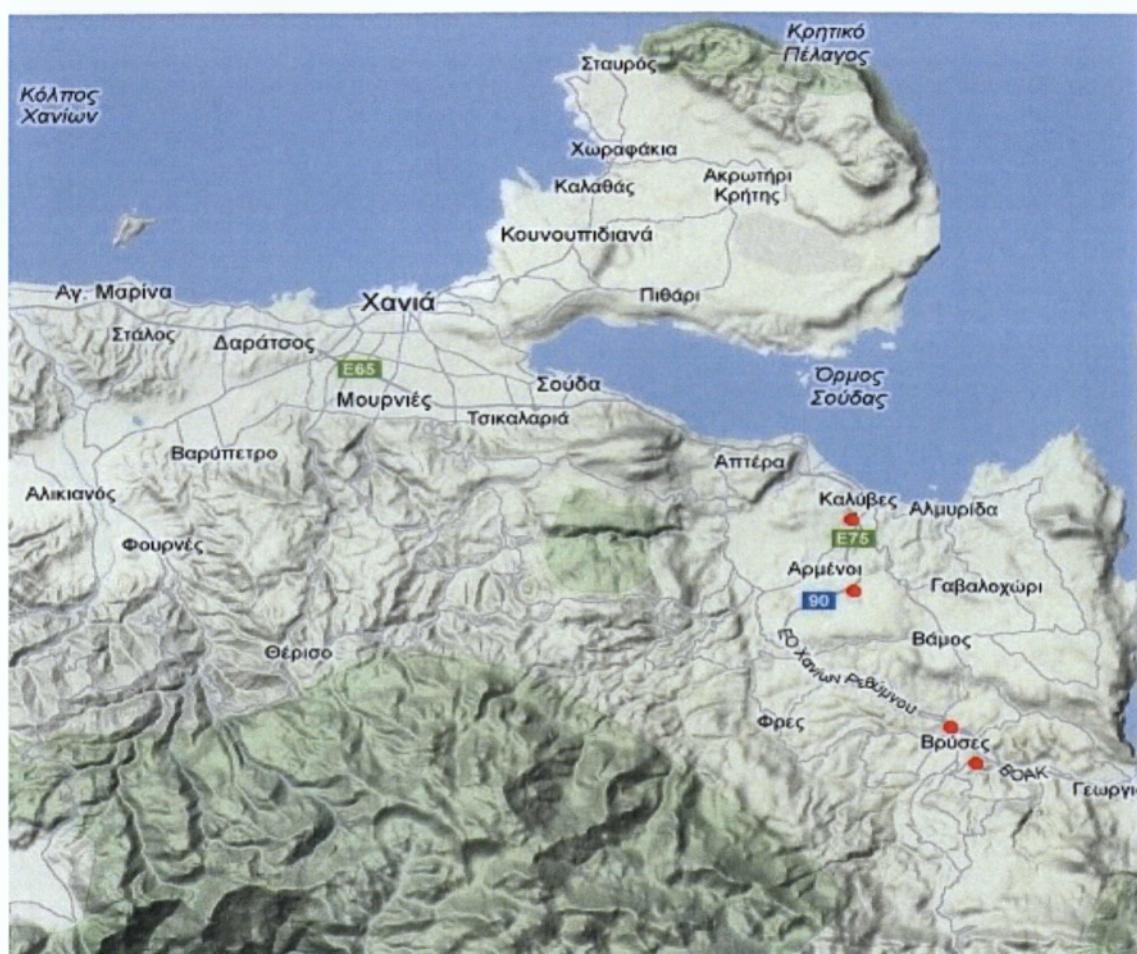 Κρητικό
Πέλαγος
Σταυρός
Κόλπος
Χανίων
Χωραφάκια
Ακρωτήρι
Κρήτης
Καλαθάς
Κουνουπιδιανά
Αγ. Μαρίνα
Χανιά
Πιθάρι
Στάλος
Δαράτσος
E65
Σούδα
Όρμος
Σούδας
Μουρνιές
Τσικαλαριά
Βαρύπετρο
Απτέρα
Αλικιανός
Καλύβες
Αλμυρίδα
Φουρνές
E75
Αρμένοι
Γαβαλοχώρι
90
Θέρισο
Βάμος
ΕΟ Χανίων Ρεθύμνου
Φρες
Βρύσες
ΒΟΑΚ
Γεωργι